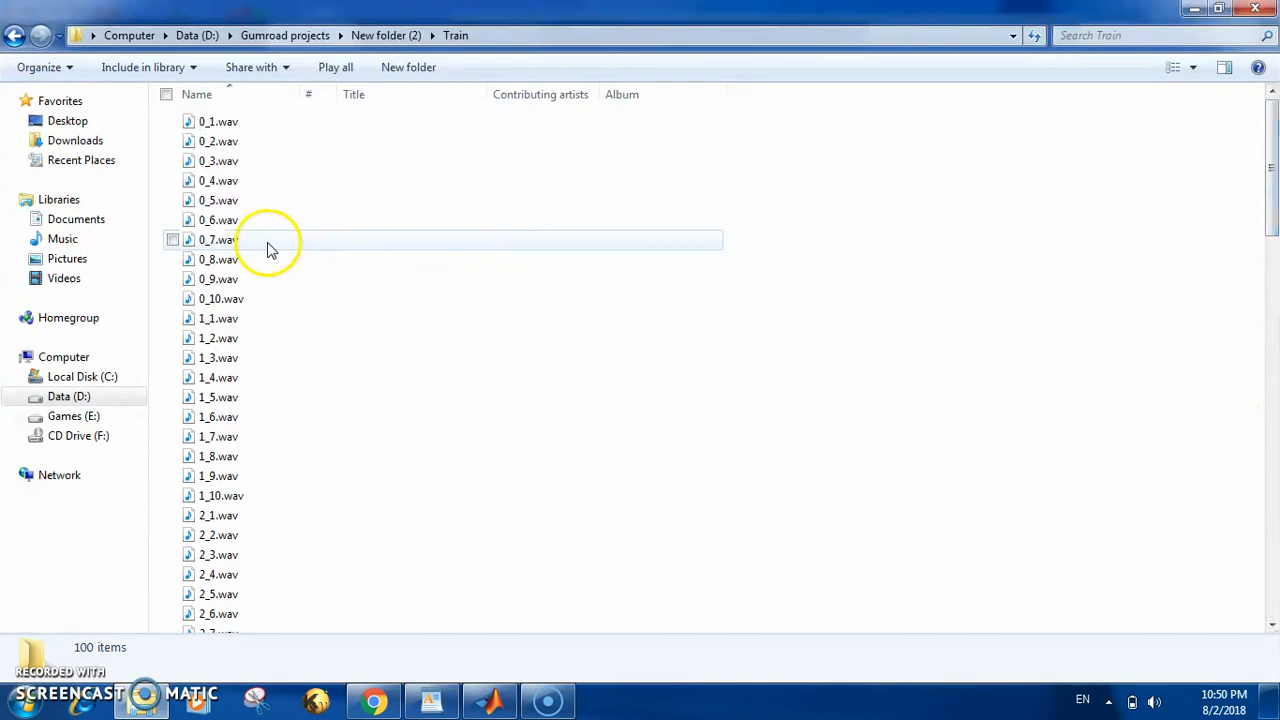 Computer Data (D:) Gumroad projects New folder (2) Train Search Train
Organize Include in library Share with Play all New folder
Name # Title Contributing artists Album
Favorites
Desktop
Downloads
Recent Places
Libraries
Documents
Music
Pictures
Videos
Homegroup
Computer
Local Disk (C:)
Data (D:)
Games (E:)
CD Drive (F:)
Network
0_1.wav
0_2.wav
0_3.wav
0_4.wav
0_5.wav
0_6.wav
0_7.wav
0_8.wav
0_9.wav
0_10.wav
1_1.wav
1_2.wav
1_3.wav
1_4.wav
1_5.wav
1_6.wav
1_7.wav
1_8.wav
1_9.wav
1_10.wav
2_1.wav
2_2.wav
2_3.wav
2_4.wav
2_5.wav
2_6.wav
2_7.wav
100 items
RECORDED WITH
SCREENCAST MATIC
EN
10:50 PM
8/2/2018